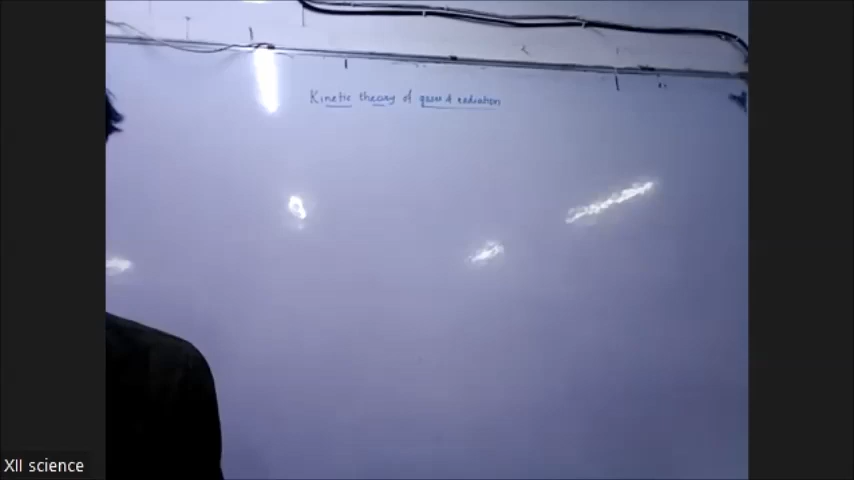 Kinetic theory of gases & radiation
XII science